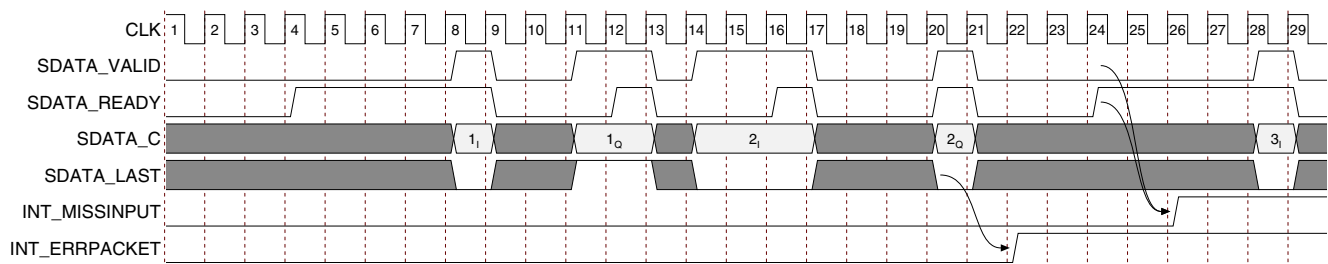 CLK 1 2 3 4 5 6 7 8 9 10 11 12 13 14 15 16 17 18 19 20 21 22 23 24 25 26 27 28 29
SDATA_VALID
SDATA_READY
SDATA_C 1I 1Q 2I 2Q 3I
SDATA_LAST
INT_MISSINPUT
INT_ERRPACKET